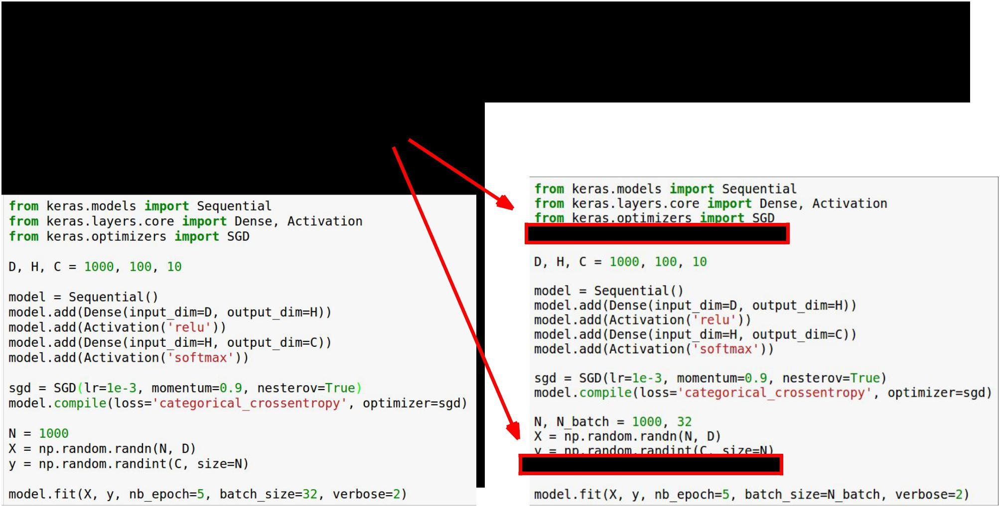 from keras.models import Sequential
from keras.layers.core import Dense, Activation
from keras.optimizers import SGD
D, H, C = 1000, 100, 10
model = Sequential()
model.add(Dense(input_dim=D, output_dim=H))
model.add(Activation('relu'))
model.add(Dense(input_dim=H, output_dim=C))
model.add(Activation('softmax'))
sgd = SGD(lr=1e-3, momentum=0.9, nesterov=True)
model.compile(loss='categorical_crossentropy', optimizer=sgd)
N = 1000
X = np.random.randn(N, D)
y = np.random.randint(C, size=N)
model.fit(X, y, nb_epoch=5, batch_size=32, verbose=2)
from keras.models import Sequential
from keras.layers.core import Dense, Activation
from keras.optimizers import SGD
D, H, C = 1000, 100, 10
model = Sequential()
model.add(Dense(input_dim=D, output_dim=H))
model.add(Activation('relu'))
model.add(Dense(input_dim=H, output_dim=C))
model.add(Activation('softmax'))
sgd = SGD(lr=1e-3, momentum=0.9, nesterov=True)
model.compile(loss='categorical_crossentropy', optimizer=sgd)
N, N_batch = 1000, 32
X = np.random.randn(N, D)
y = np.random.randint(C, size=N)
model.fit(X, y, nb_epoch=5, batch_size=N_batch, verbose=2)